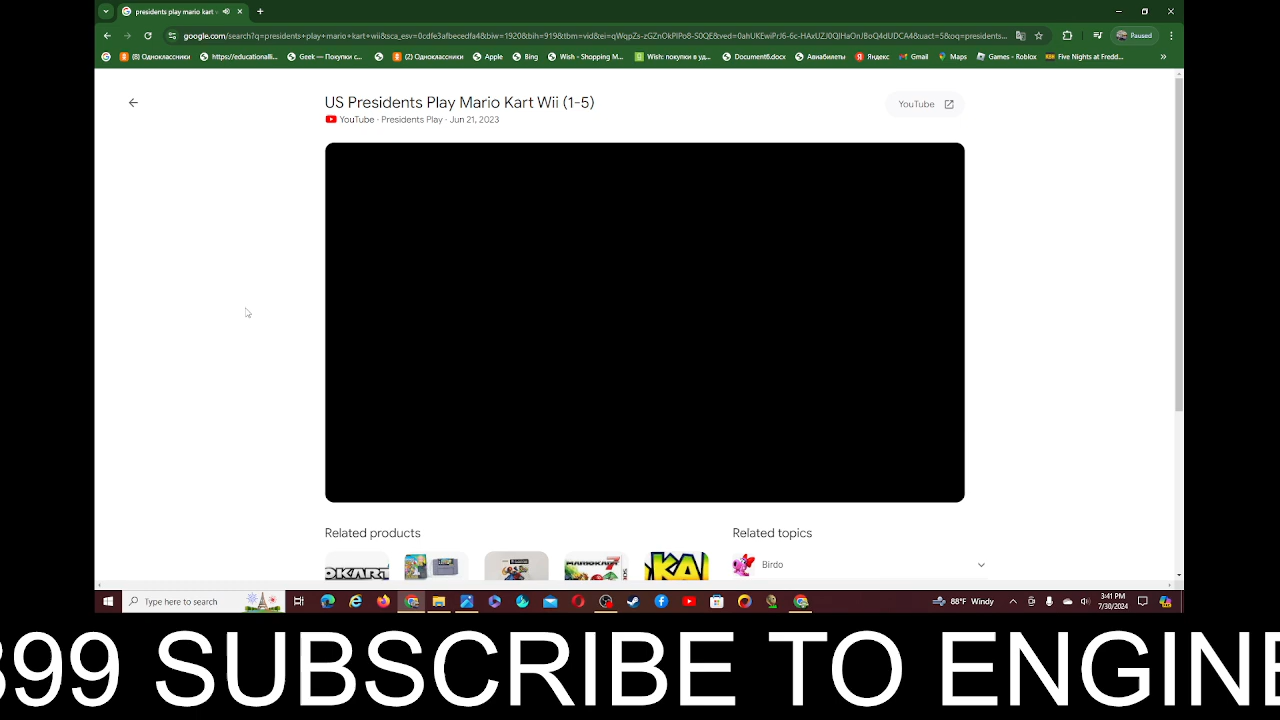 presidents play mario kart w
google.com/search?q=presidents+play+mario+kart+wii&sca_esv=0cdfe3afbecedfa4&biw=1920&bih=919&tbm=vid&ei=qWqpZs-zGZnOkPIPo8-S0QE&ved=0ahUKEwiPrJ6-6c-HAxUZJ0QIHaOnJBoQ4dUDCA4&uact=5&oq=presidents...
Paused
(8) Одноклассники
https://educationalli...
Geek — Покупки с...
(2) Одноклассники
Apple
Bing
Wish - Shopping M...
Wish: покупки в уд...
Document6.docx
Авиабилеты
Яндекс
Gmail
Maps
Games - Roblox
Five Nights at Fredd...
US Presidents Play Mario Kart Wii (1-5)
YouTube
YouTube · Presidents Play · Jun 21, 2023
Related products
Related topics
Birdo
Type here to search
88°F Windy
3:41 PM
7/30/2024
899 SUBSCRIBE TO ENGINE